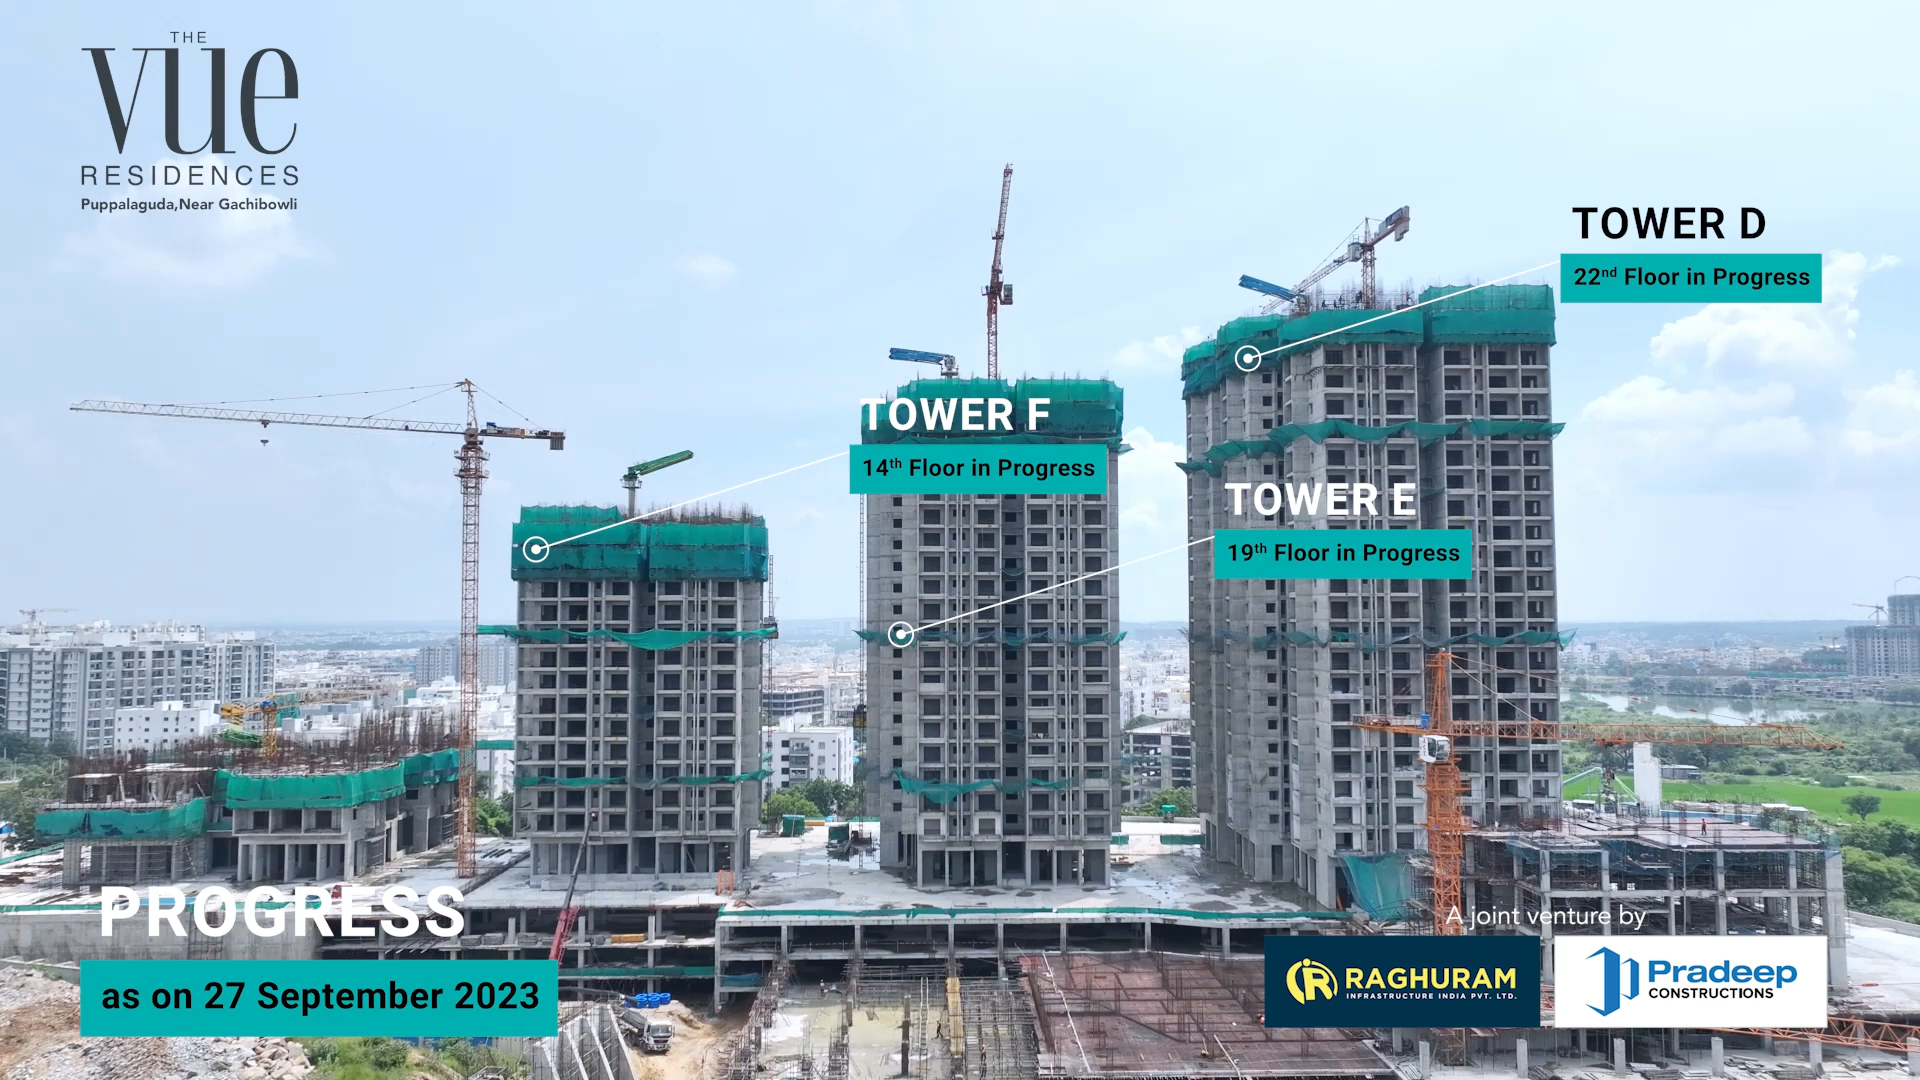 THE
vue
RESIDENCES
Puppalaguda,Near Gachibowli
TOWER D
22nd Floor in Progress
TOWER F
14th Floor in Progress
TOWER E
19th Floor in Progress
PROGRESS
as on 27 September 2023
A joint venture by
RAGHURAM
INFRASTRUCTURE INDIA PVT. LTD.
Pradeep
CONSTRUCTIONS